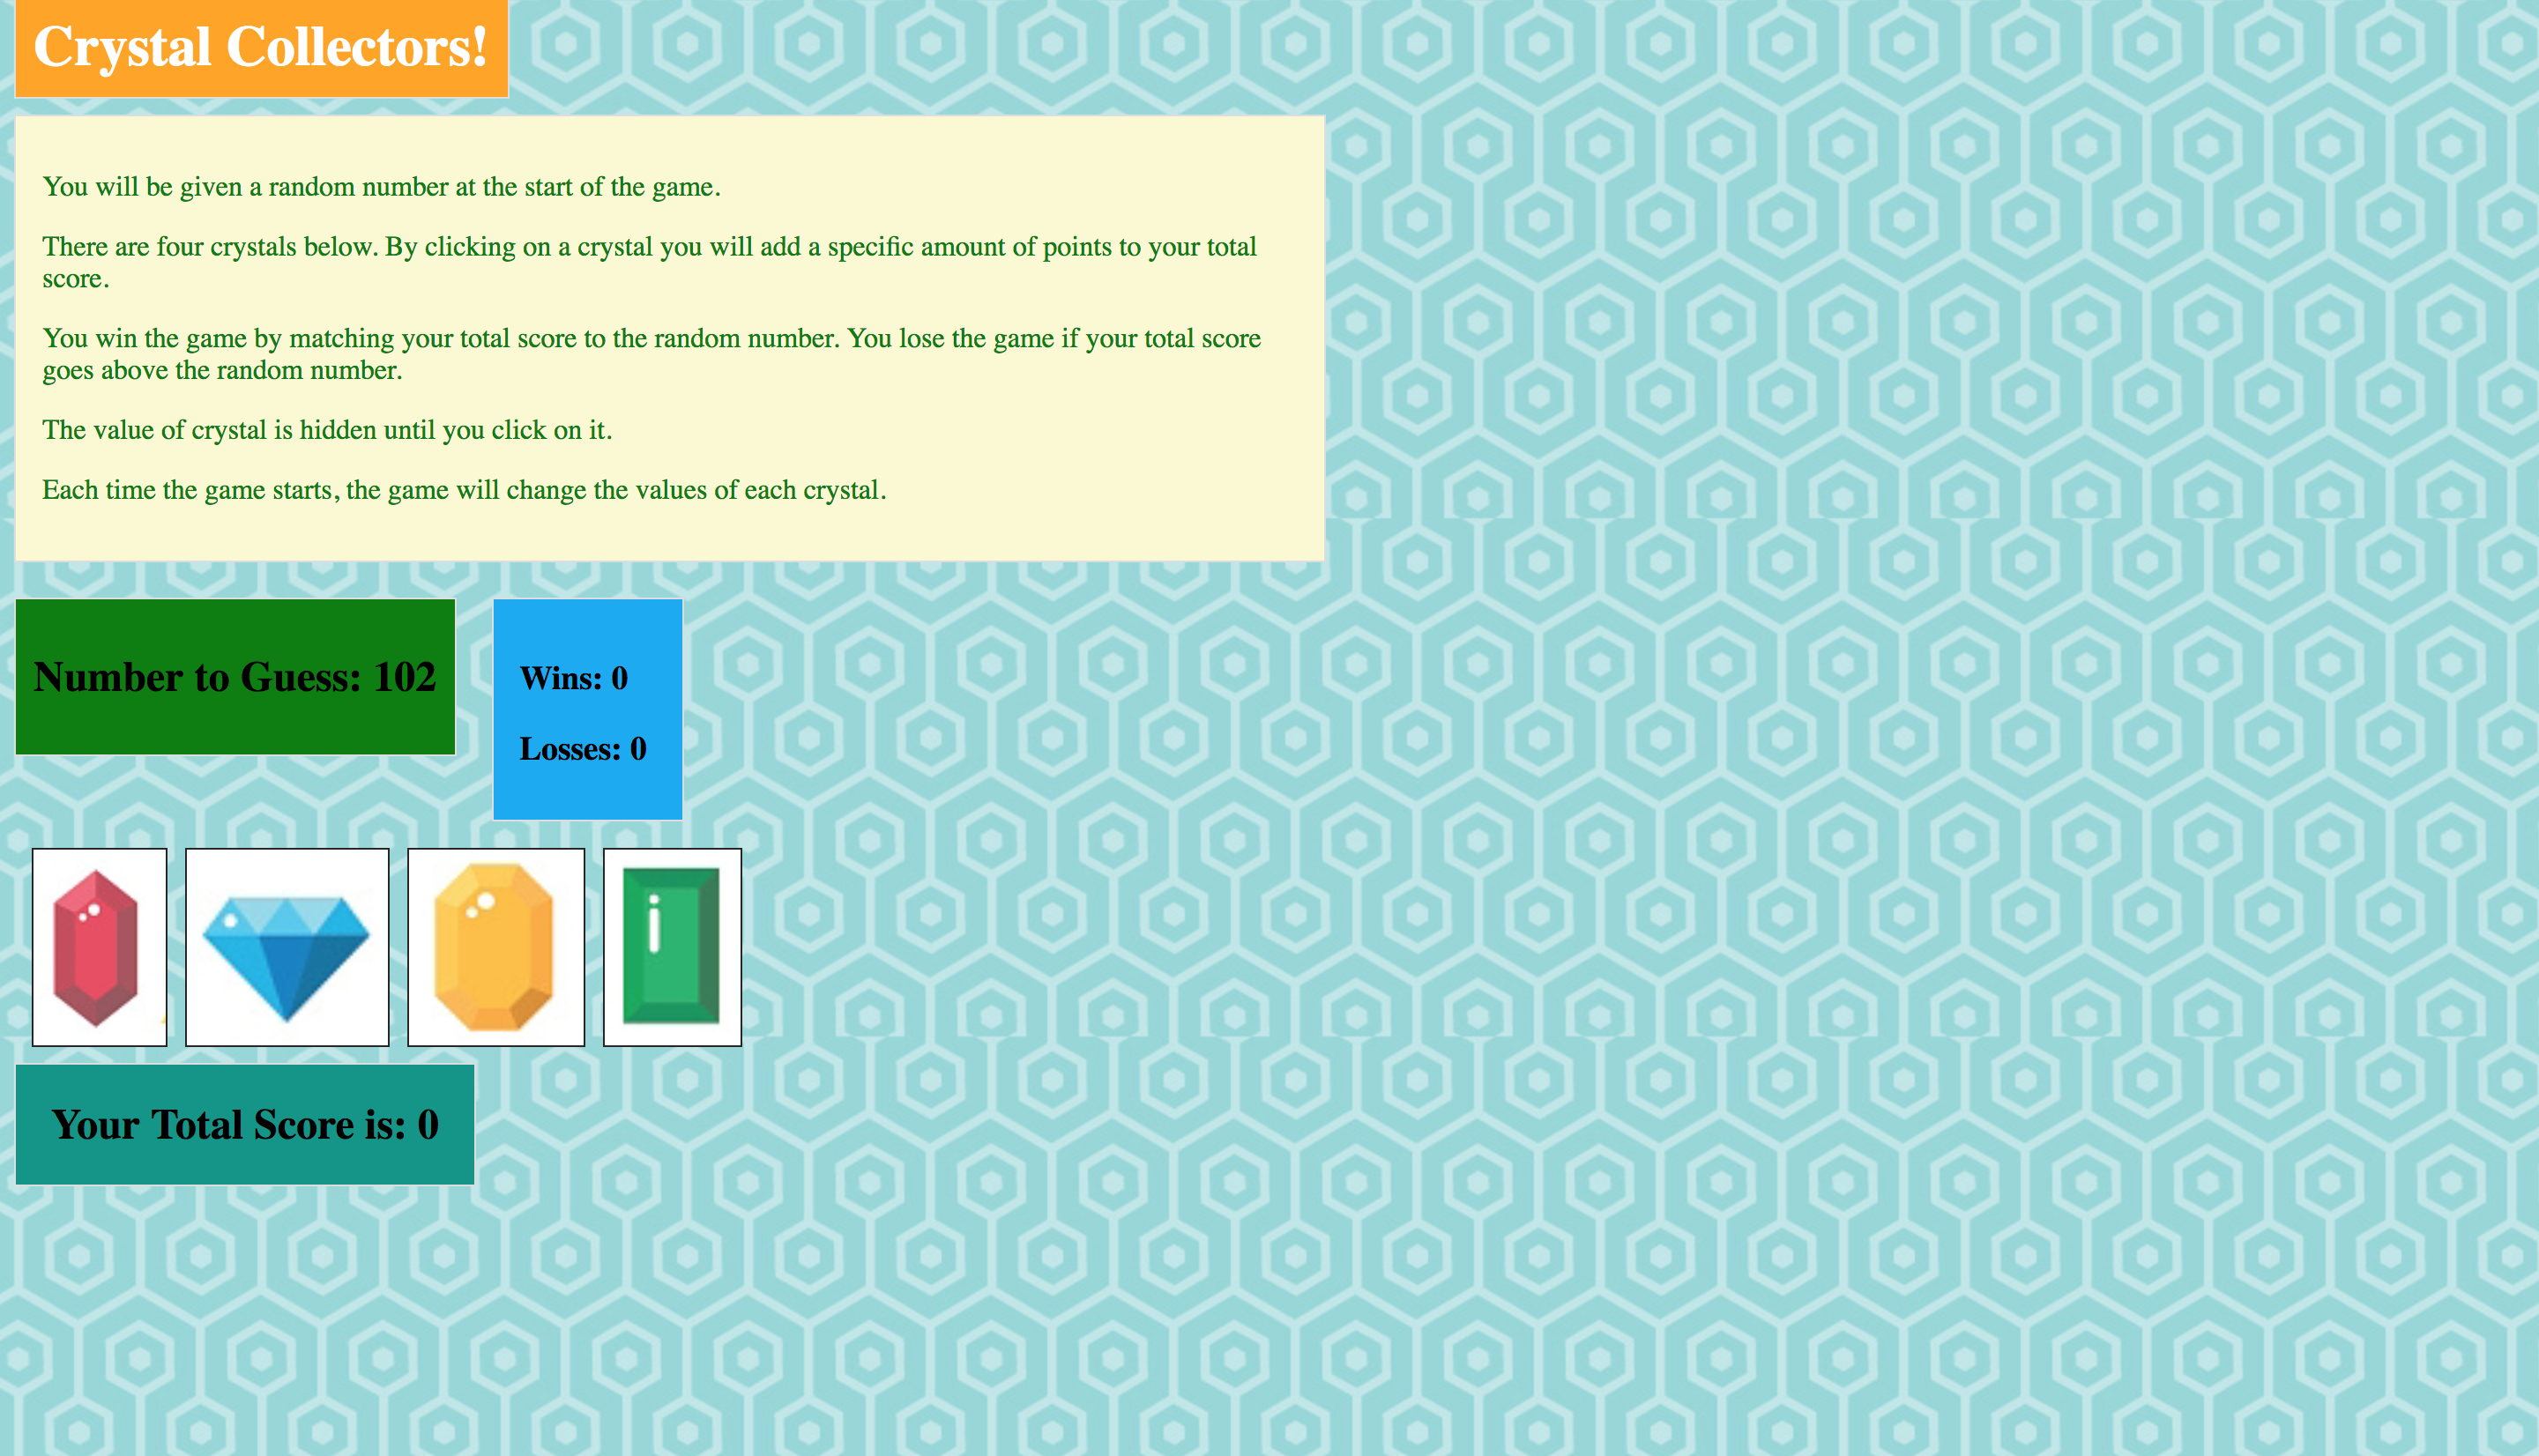 Crystal Collectors!
You will be given a random number at the start of the game.
There are four crystals below. By clicking on a crystal you will add a specific amount of points to your total
score.
You win the game by matching your total score to the random number. You lose the game if your total score
goes above the random number.
The value of crystal is hidden until you click on it.
Each time the game starts, the game will change the values of each crystal.
Number to Guess: 102
Wins: 0
Losses: 0
Your Total Score is: 0